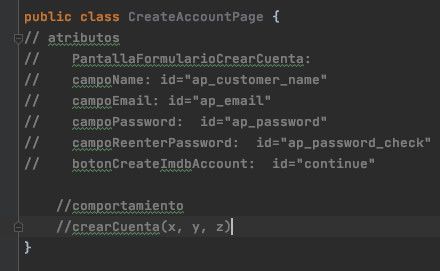 public class CreateAccountPage {
// atributos
//    PantallaFormularioCrearCuenta:
//    campoName: id="ap_customer_name"
//    campoEmail: id="ap_email"
//    campoPassword:  id="ap_password"
//    campoReenterPassword:  id="ap_password_check"
//    botonCreateImdbAccount:  id="continue"
//comportamiento
//crearCuenta(x, y, z)
}